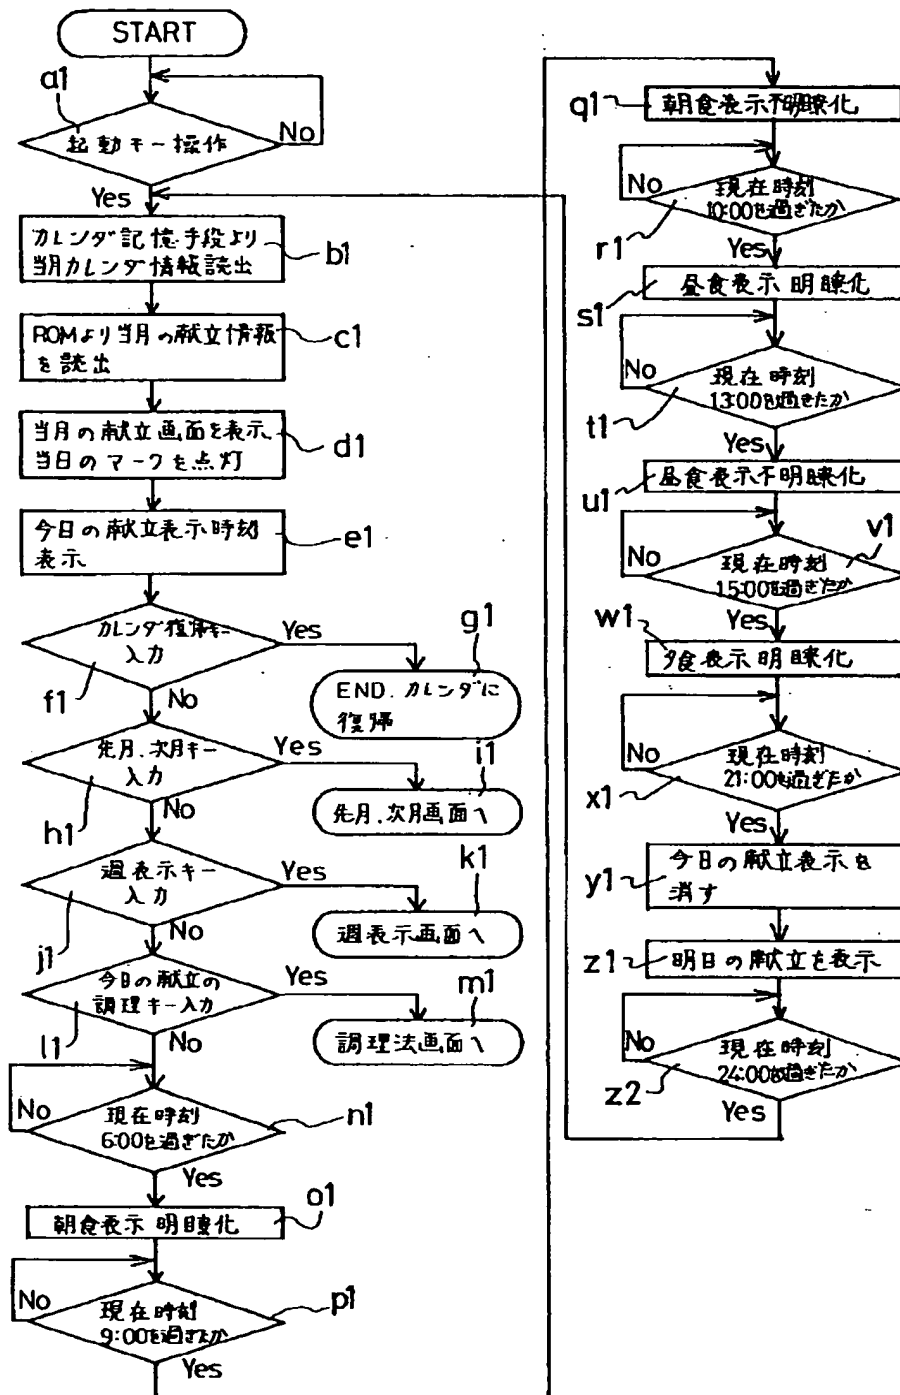 START
a1
起動キー操作
No
Yes
カレンダ記憶手段より
当月カレンダ情報読出
b1
ROMより当月の献立情報
を読出
c1
当月の献立画面を表示
当日のマークを点灯
d1
今日の献立表示時刻
表示
e1
カレンダ復帰キー
入力
Yes
f1
No
g1
END.カレンダに
復帰
先月、次月キー
入力
Yes
h1
No
i1
先月、次月画面へ
週表示キー
入力
Yes
j1
No
k1
週表示画面へ
今日の献立の
調理キー入力
Yes
l1
No
m1
調理法画面へ
No
現在時刻
6:00を過ぎたか
n1
Yes
朝食表示明瞭化
o1
No
現在時刻
9:00を過ぎたか
p1
Yes
q1
朝食表示不明瞭化
No
現在時刻
10:00を過ぎたか
r1
Yes
昼食表示明瞭化
s1
No
現在時刻
13:00を過ぎたか
t1
Yes
昼食表示不明瞭化
u1
No
現在時刻
15:00を過ぎたか
v1
Yes
w1
夕食表示明瞭化
No
現在時刻
21:00を過ぎたか
x1
Yes
今日の献立表示を
消す
y1
明日の献立を表示
z1
No
現在時刻
24:00を過ぎたか
z2
Yes